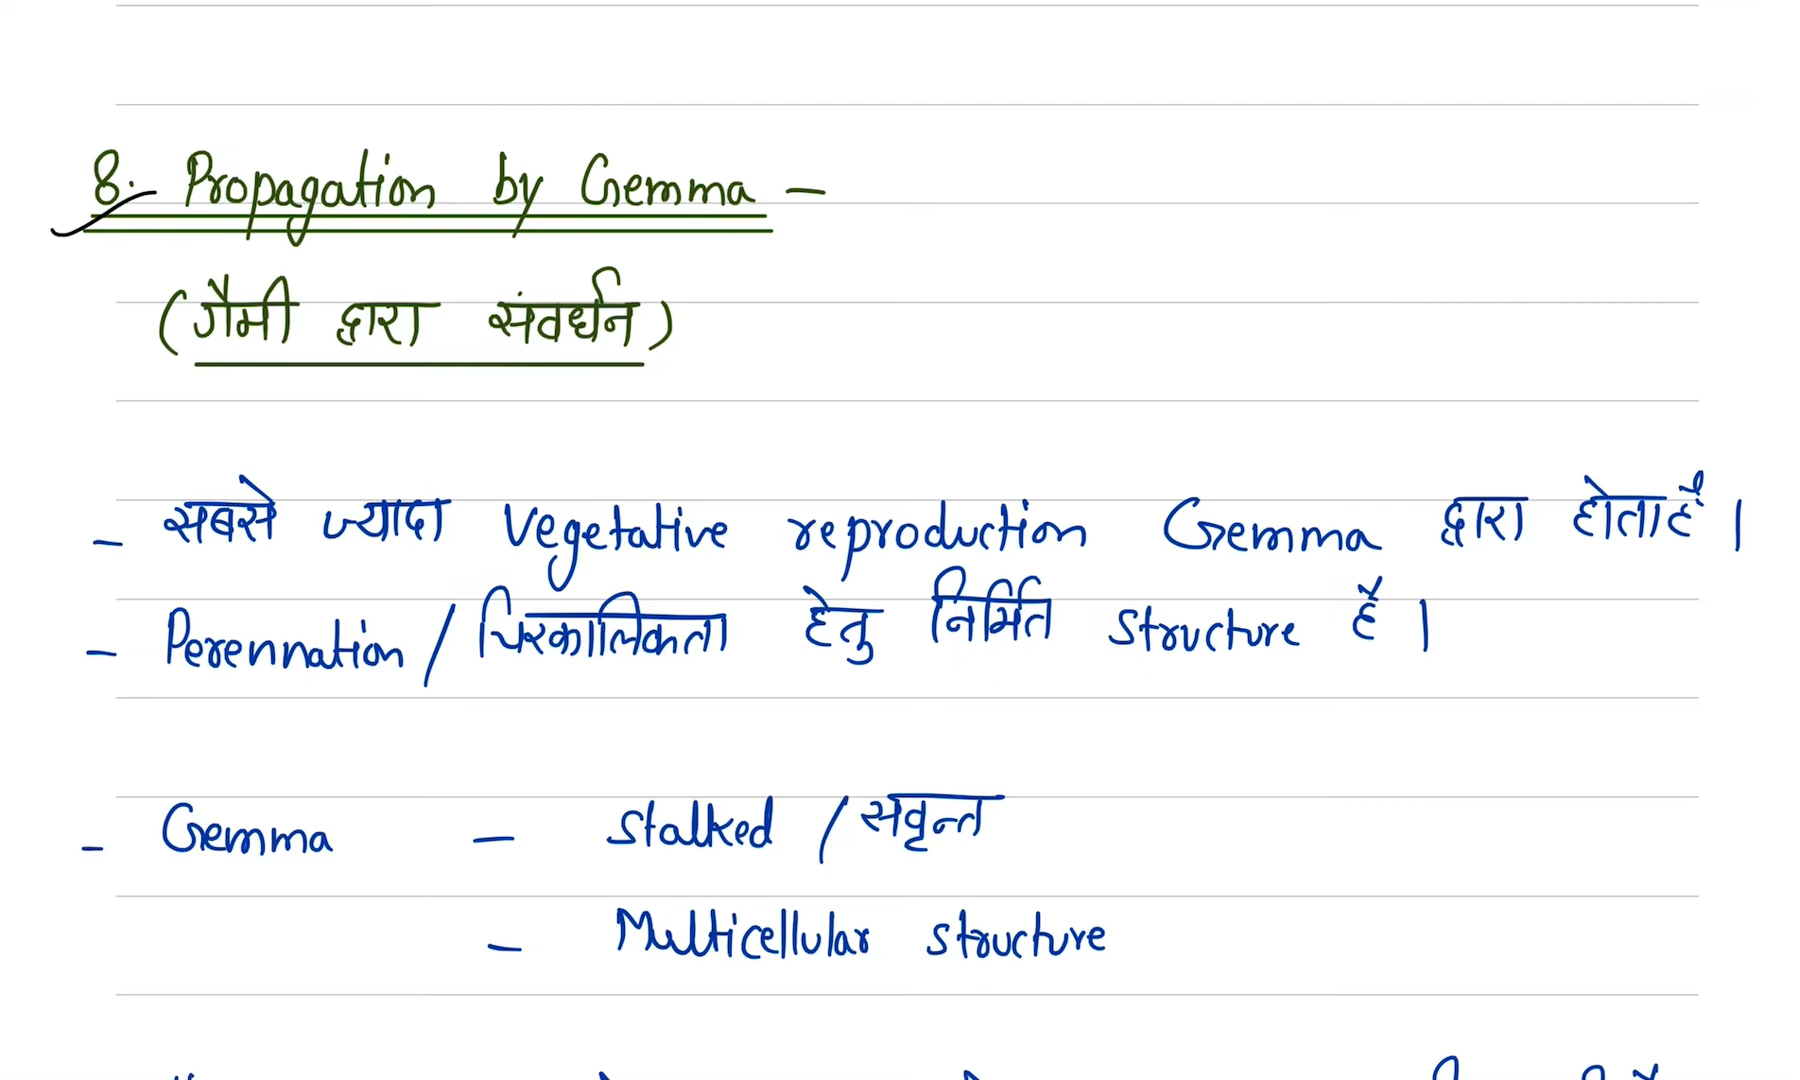 8. Propagation by Gemma –
(गैमी द्वारा संवर्धन)
- सबसे ज्यादा Vegetative reproduction Gemma द्वारा होता है ।
- Perennation / चिरकालिकता हेतु निर्मित structure है ।
- Gemma – Stalked / सवृन्त
– Multicellular structure